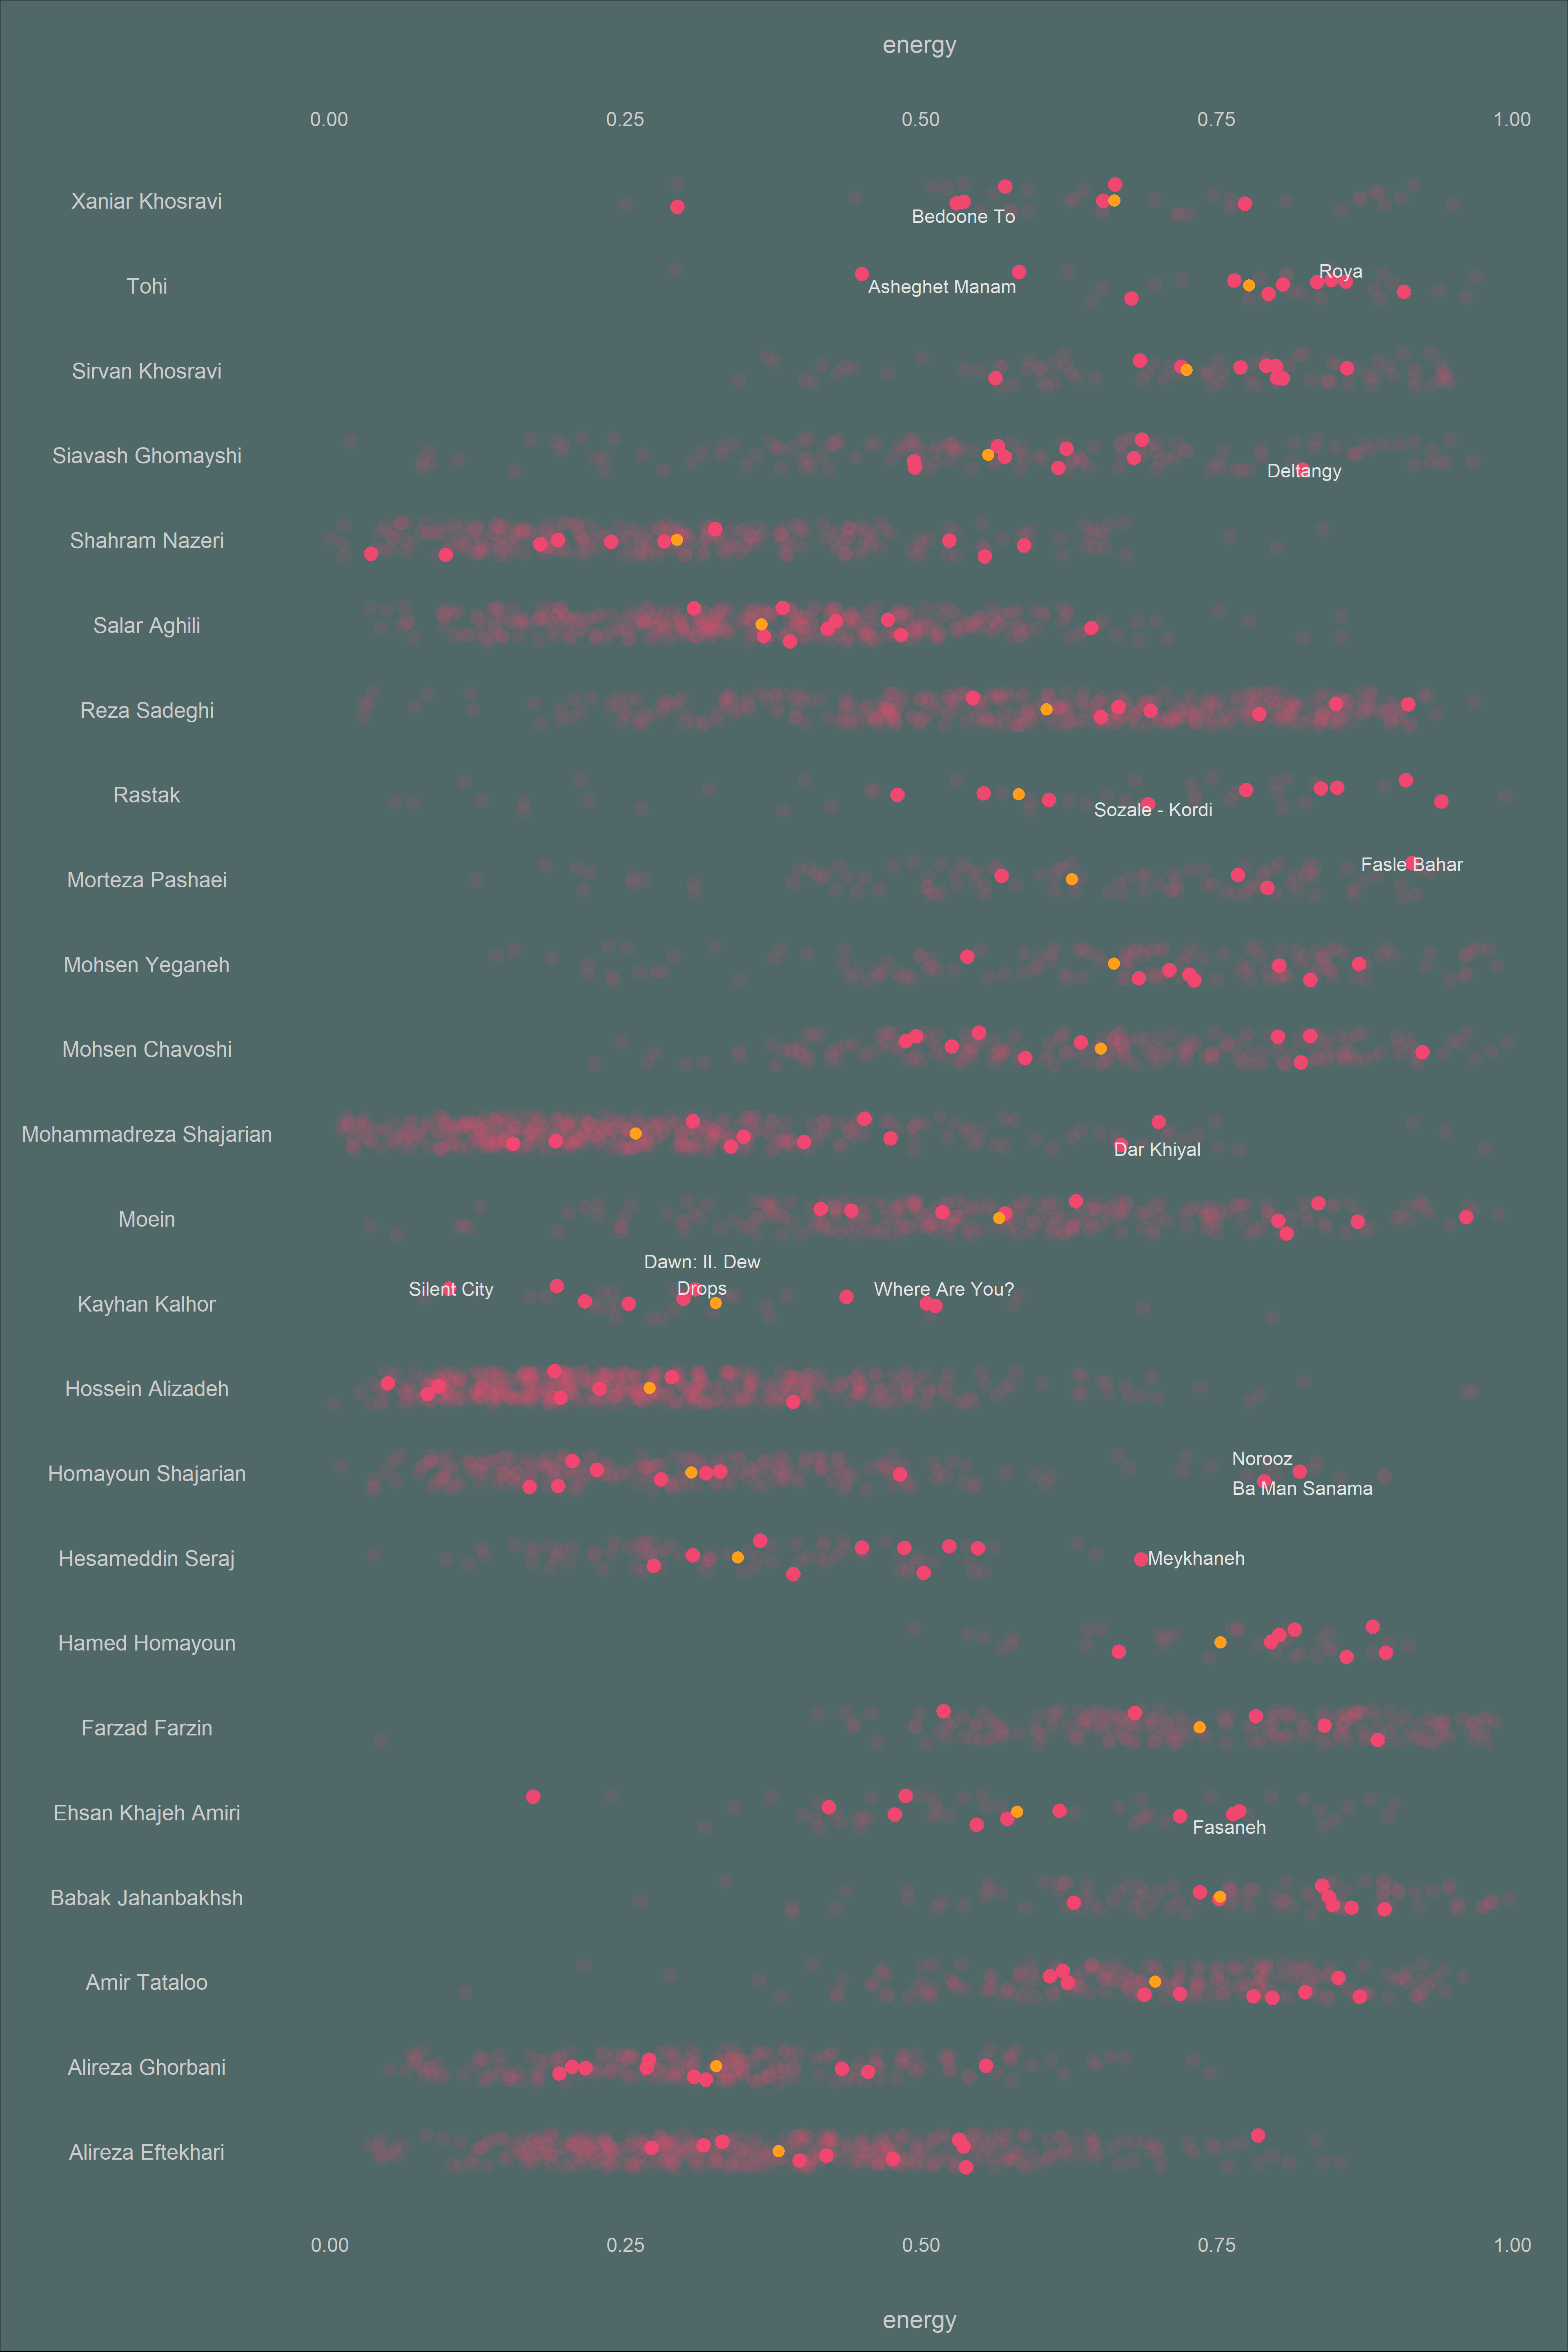 energy
0.00 0.25 0.50 0.75 1.00
Xaniar Khosravi
Bedoone To
Tohi
Roya
Asheghet Manam
Sirvan Khosravi
Siavash Ghomayshi
Deltangy
Shahram Nazeri
Salar Aghili
Reza Sadeghi
Rastak
Sozale - Kordi
Morteza Pashaei
Fasle Bahar
Mohsen Yeganeh
Mohsen Chavoshi
Mohammadreza Shajarian
Dar Khiyal
Moein
Dawn: II. Dew
Drops
Silent City
Where Are You?
Kayhan Kalhor
Hossein Alizadeh
Norooz
Homayoun Shajarian
Ba Man Sanama
Hesameddin Seraj
Meykhaneh
Hamed Homayoun
Farzad Farzin
Ehsan Khajeh Amiri
Fasaneh
Babak Jahanbakhsh
Amir Tataloo
Alireza Ghorbani
Alireza Eftekhari
0.00 0.25 0.50 0.75 1.00
energy